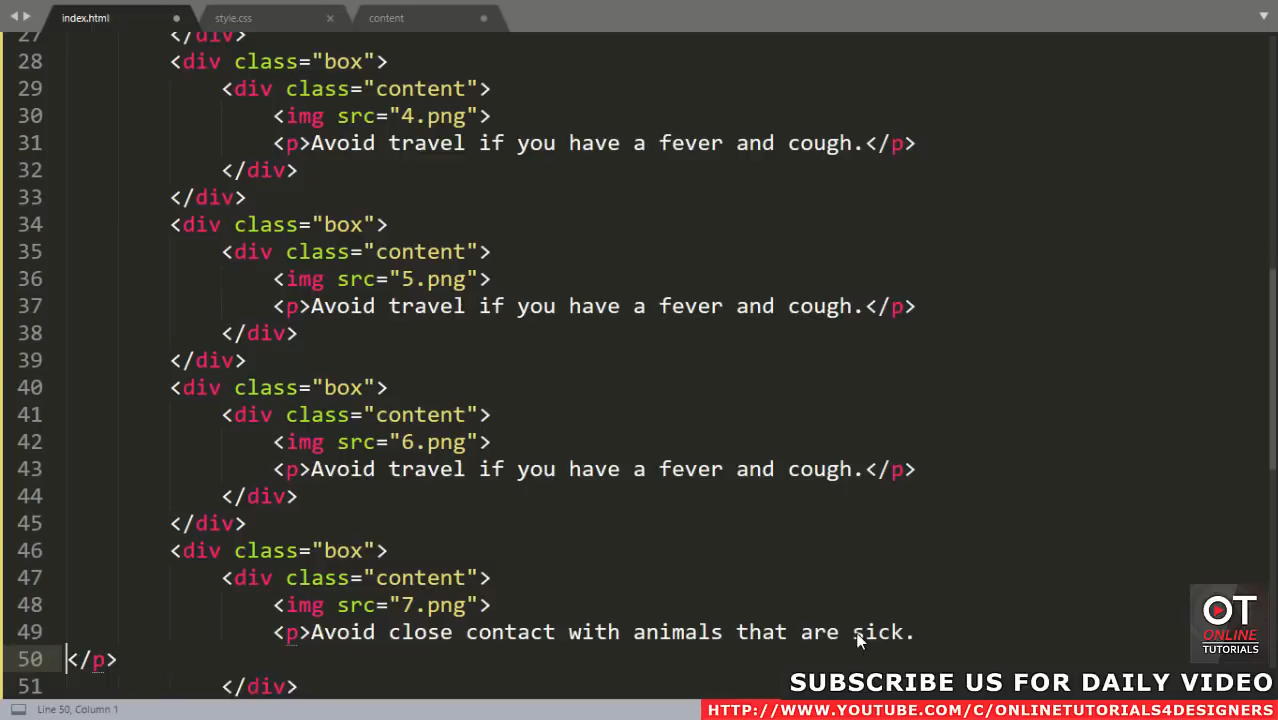 index.html
style.css
content
27 </div>
28 <div class="box">
29 <div class="content">
30 <img src="4.png">
31 <p>Avoid travel if you have a fever and cough.</p>
32 </div>
33 </div>
34 <div class="box">
35 <div class="content">
36 <img src="5.png">
37 <p>Avoid travel if you have a fever and cough.</p>
38 </div>
39 </div>
40 <div class="box">
41 <div class="content">
42 <img src="6.png">
43 <p>Avoid travel if you have a fever and cough.</p>
44 </div>
45 </div>
46 <div class="box">
47 <div class="content">
48 <img src="7.png">
49 <p>Avoid close contact with animals that are sick.
50 </p>
51 </div>
OT
ONLINE
TUTORIALS
SUBSCRIBE US FOR DAILY VIDEO
Line 50, Column 1
HTTP://WWW.YOUTUBE.COM/C/ONLINETUTORIALS4DESIGNERS